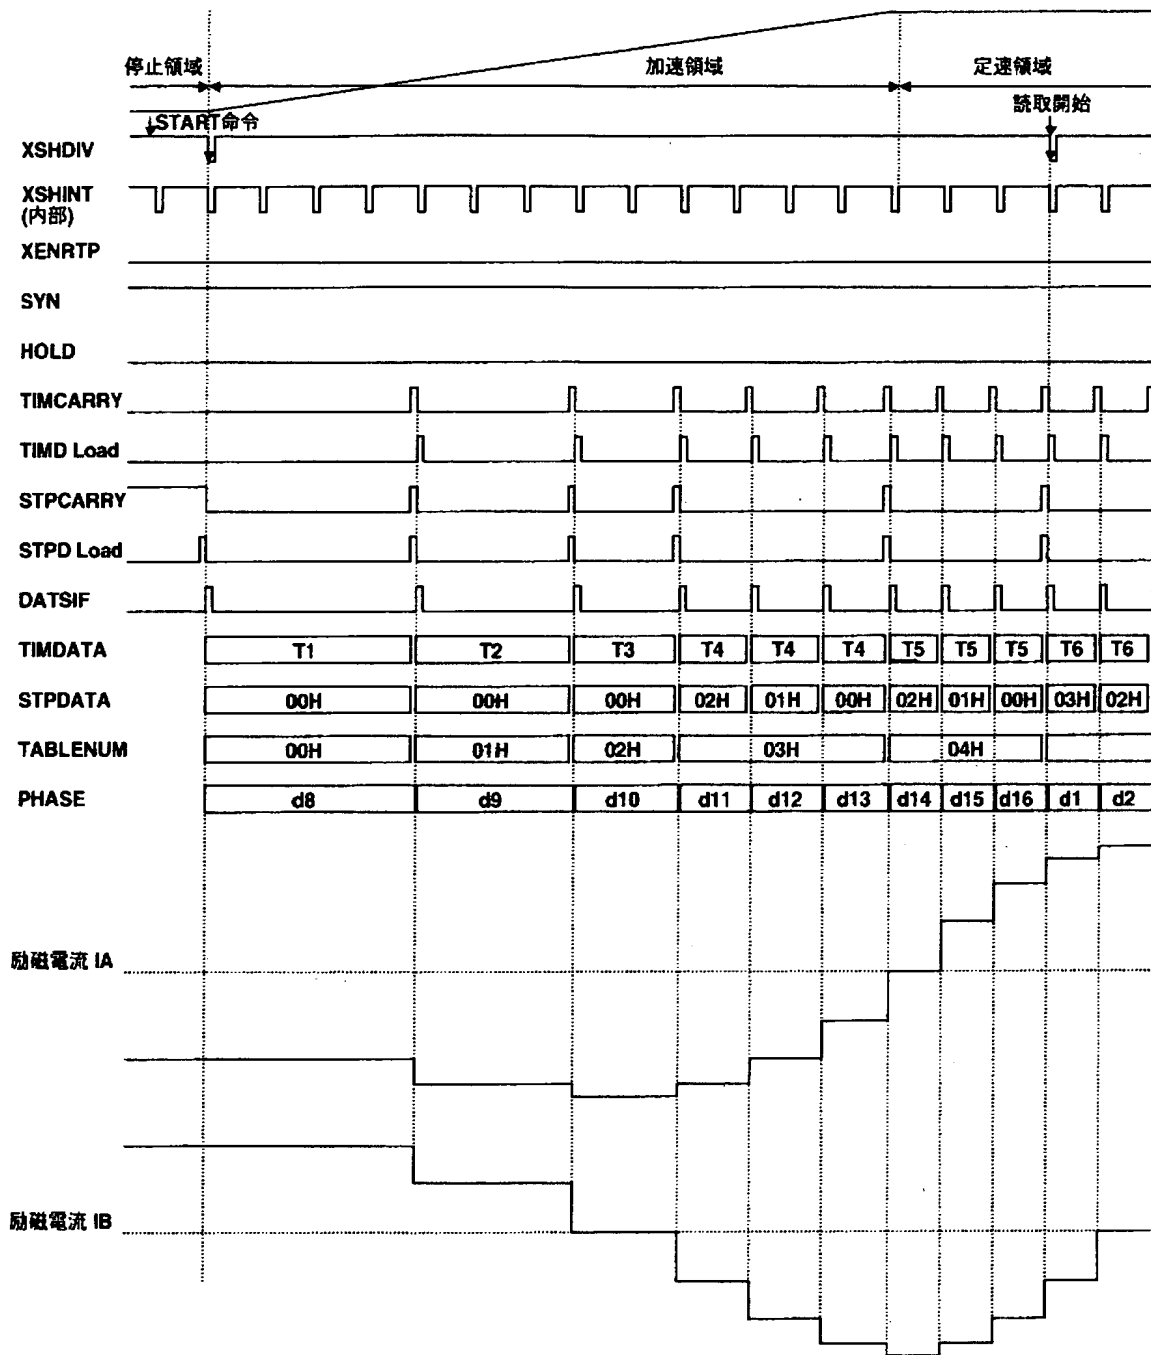 停止領域 加速領域 定速領域
START命令 読取開始
XSHDIV
XSHINT
(内部)
XENRTP
SYN
HOLD
TIMCARRY
TIMD Load
STPCARRY
STPD Load
DATSIF
TIMDATA T1 T2 T3 T4 T4 T4 T5 T5 T5 T6 T6
STPDATA 00H 00H 00H 02H 01H 00H 02H 01H 00H 03H 02H
TABLENUM 00H 01H 02H 03H 04H
PHASE d8 d9 d10 d11 d12 d13 d14 d15 d16 d1 d2
励磁電流 IA
励磁電流 IB